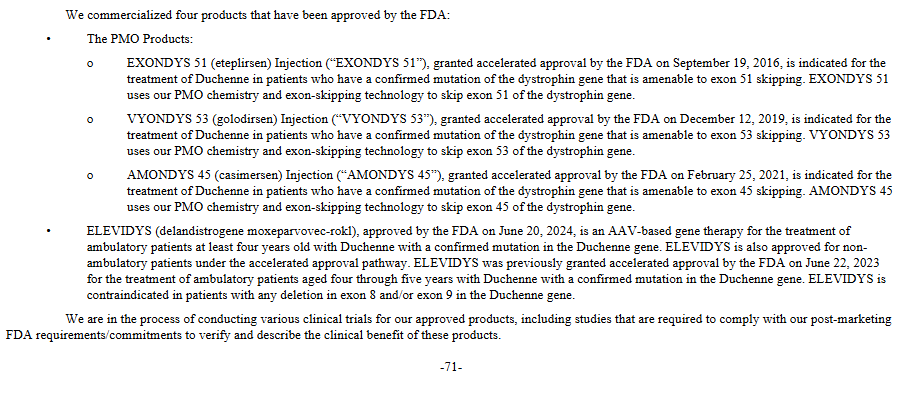 We commercialized four products that have been approved by the FDA:
• The PMO Products:
o EXONDYS 51 (eteplirsen) Injection (“EXONDYS 51”), granted accelerated approval by the FDA on September 19, 2016, is indicated for the
treatment of Duchenne in patients who have a confirmed mutation of the dystrophin gene that is amenable to exon 51 skipping. EXONDYS 51
uses our PMO chemistry and exon-skipping technology to skip exon 51 of the dystrophin gene.
o VYONDYS 53 (golodirsen) Injection (“VYONDYS 53”), granted accelerated approval by the FDA on December 12, 2019, is indicated for the
treatment of Duchenne in patients who have a confirmed mutation of the dystrophin gene that is amenable to exon 53 skipping. VYONDYS 53
uses our PMO chemistry and exon-skipping technology to skip exon 53 of the dystrophin gene.
o AMONDYS 45 (casimersen) Injection (“AMONDYS 45”), granted accelerated approval by the FDA on February 25, 2021, is indicated for the
treatment of Duchenne in patients who have a confirmed mutation of the dystrophin gene that is amenable to exon 45 skipping. AMONDYS 45
uses our PMO chemistry and exon-skipping technology to skip exon 45 of the dystrophin gene.
• ELEVIDYS (delandistrogene moxeparvovec-rokl), approved by the FDA on June 20, 2024, is an AAV-based gene therapy for the treatment of
ambulatory patients at least four years old with Duchenne with a confirmed mutation in the Duchenne gene. ELEVIDYS is also approved for non-
ambulatory patients under the accelerated approval pathway. ELEVIDYS was previously granted accelerated approval by the FDA on June 22, 2023
for the treatment of ambulatory patients aged four through five years with Duchenne with a confirmed mutation in the Duchenne gene. ELEVIDYS is
contraindicated in patients with any deletion in exon 8 and/or exon 9 in the Duchenne gene.
We are in the process of conducting various clinical trials for our approved products, including studies that are required to comply with our post-marketing
FDA requirements/commitments to verify and describe the clinical benefit of these products.
-71-